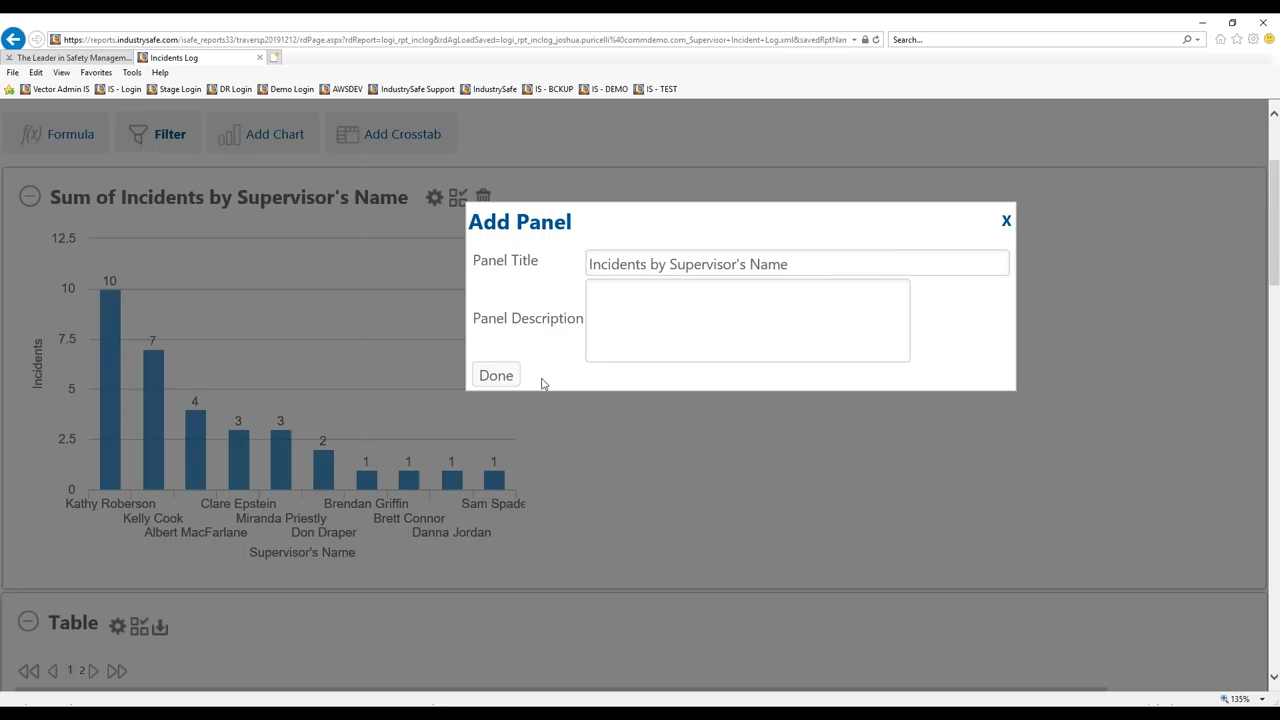 https://reports.industrysafe.com/isafe_reports33/traversp20191212/rdPage.aspx?rdReport=logi_rpt_inclog&rdAgLoadSaved=logi_rpt_inclog_joshua.puricelli%40commdemo.com_Supervisor+Incident+Log.xml&savedRptNam
Search...
The Leader in Safety Managem...
Incidents Log
File Edit View Favorites Tools Help
Vector Admin IS IS - Login Stage Login DR Login Demo Login AWSDEV IndustrySafe Support IndustrySafe IS - BCKUP IS - DEMO IS - TEST
f(x) Formula Filter Add Chart Add Crosstab
Sum of Incidents by Supervisor's Name
Add Panel X
Panel Title Incidents by Supervisor's Name
Panel Description
Done
12.5
10
7.5
5
2.5
0
Incidents
10 7 4 3 3 2 1 1 1 1
Kathy Roberson Clare Epstein Brendan Griffin Sam Spade
Kelly Cook Miranda Priestly Brett Connor
Albert MacFarlane Don Draper Danna Jordan
Supervisor's Name
Table
1 2
135%